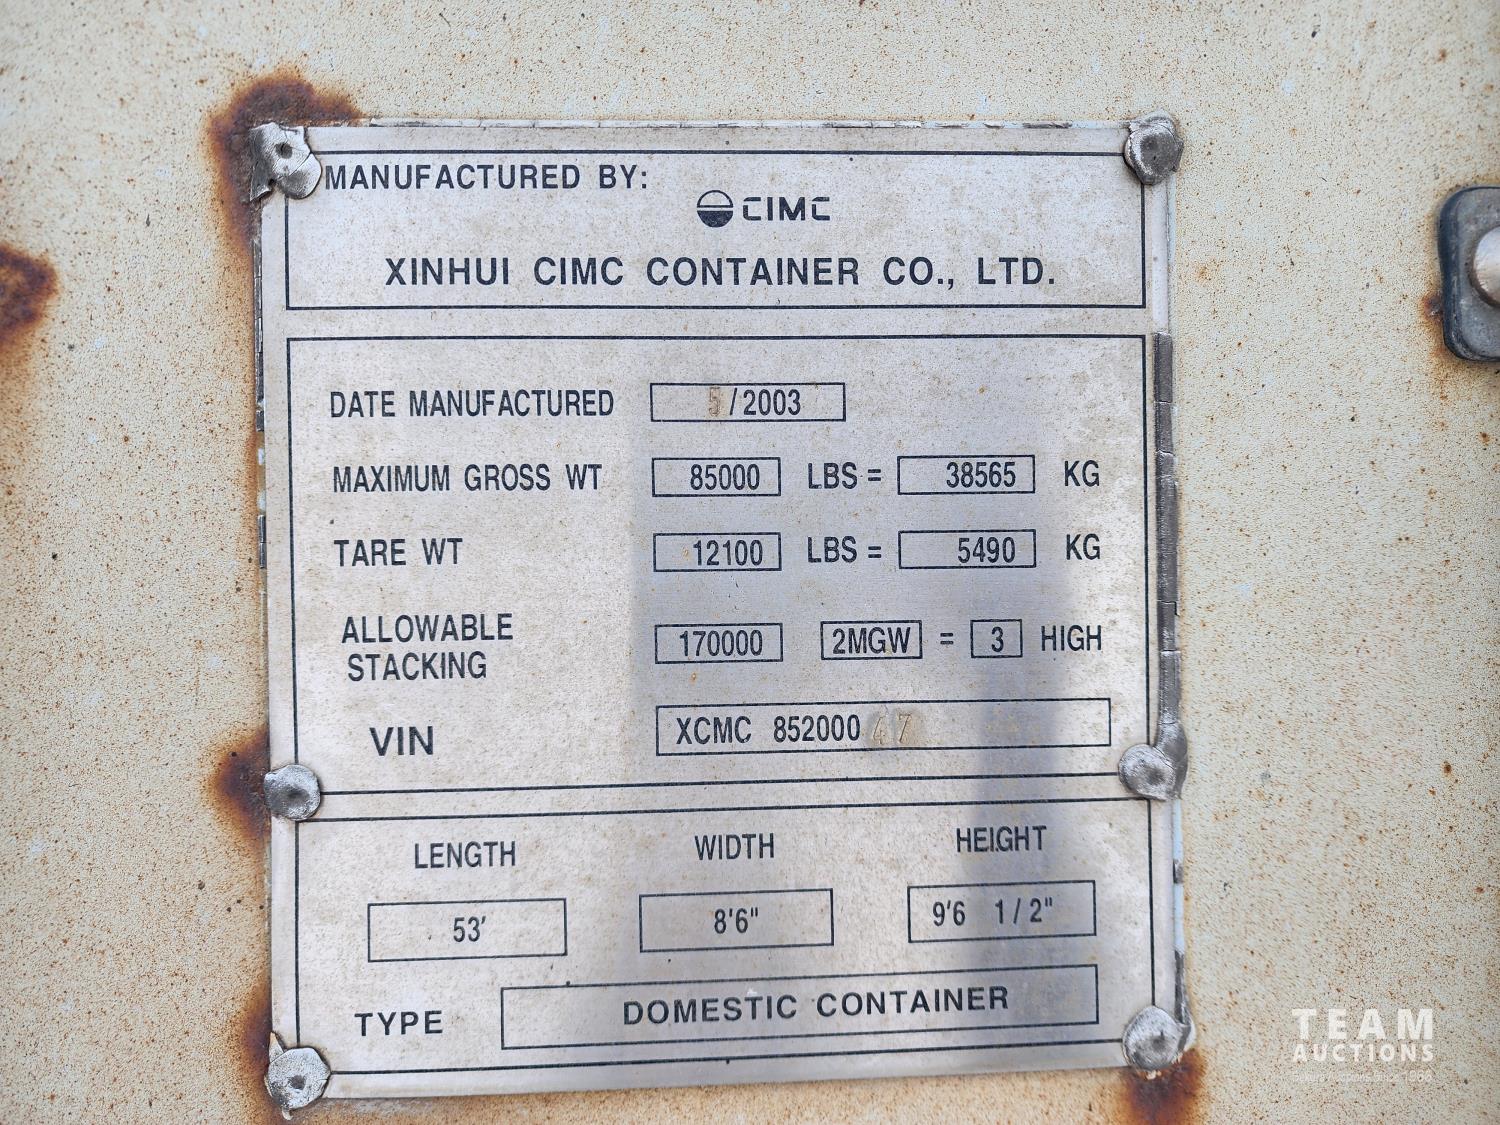 MANUFACTURED BY:
CIMC
XINHUI CIMC CONTAINER CO., LTD.
DATE MANUFACTURED 5/2003
MAXIMUM GROSS WT 85000 LBS = 38565 KG
TARE WT 12100 LBS = 5490 KG
ALLOWABLE STACKING 170000 2MGW = 3 HIGH
VIN XCMC 85200047
LENGTH WIDTH HEIGHT
53' 8'6" 9'6 1/2"
TYPE DOMESTIC CONTAINER
TEAM
AUCTIONS